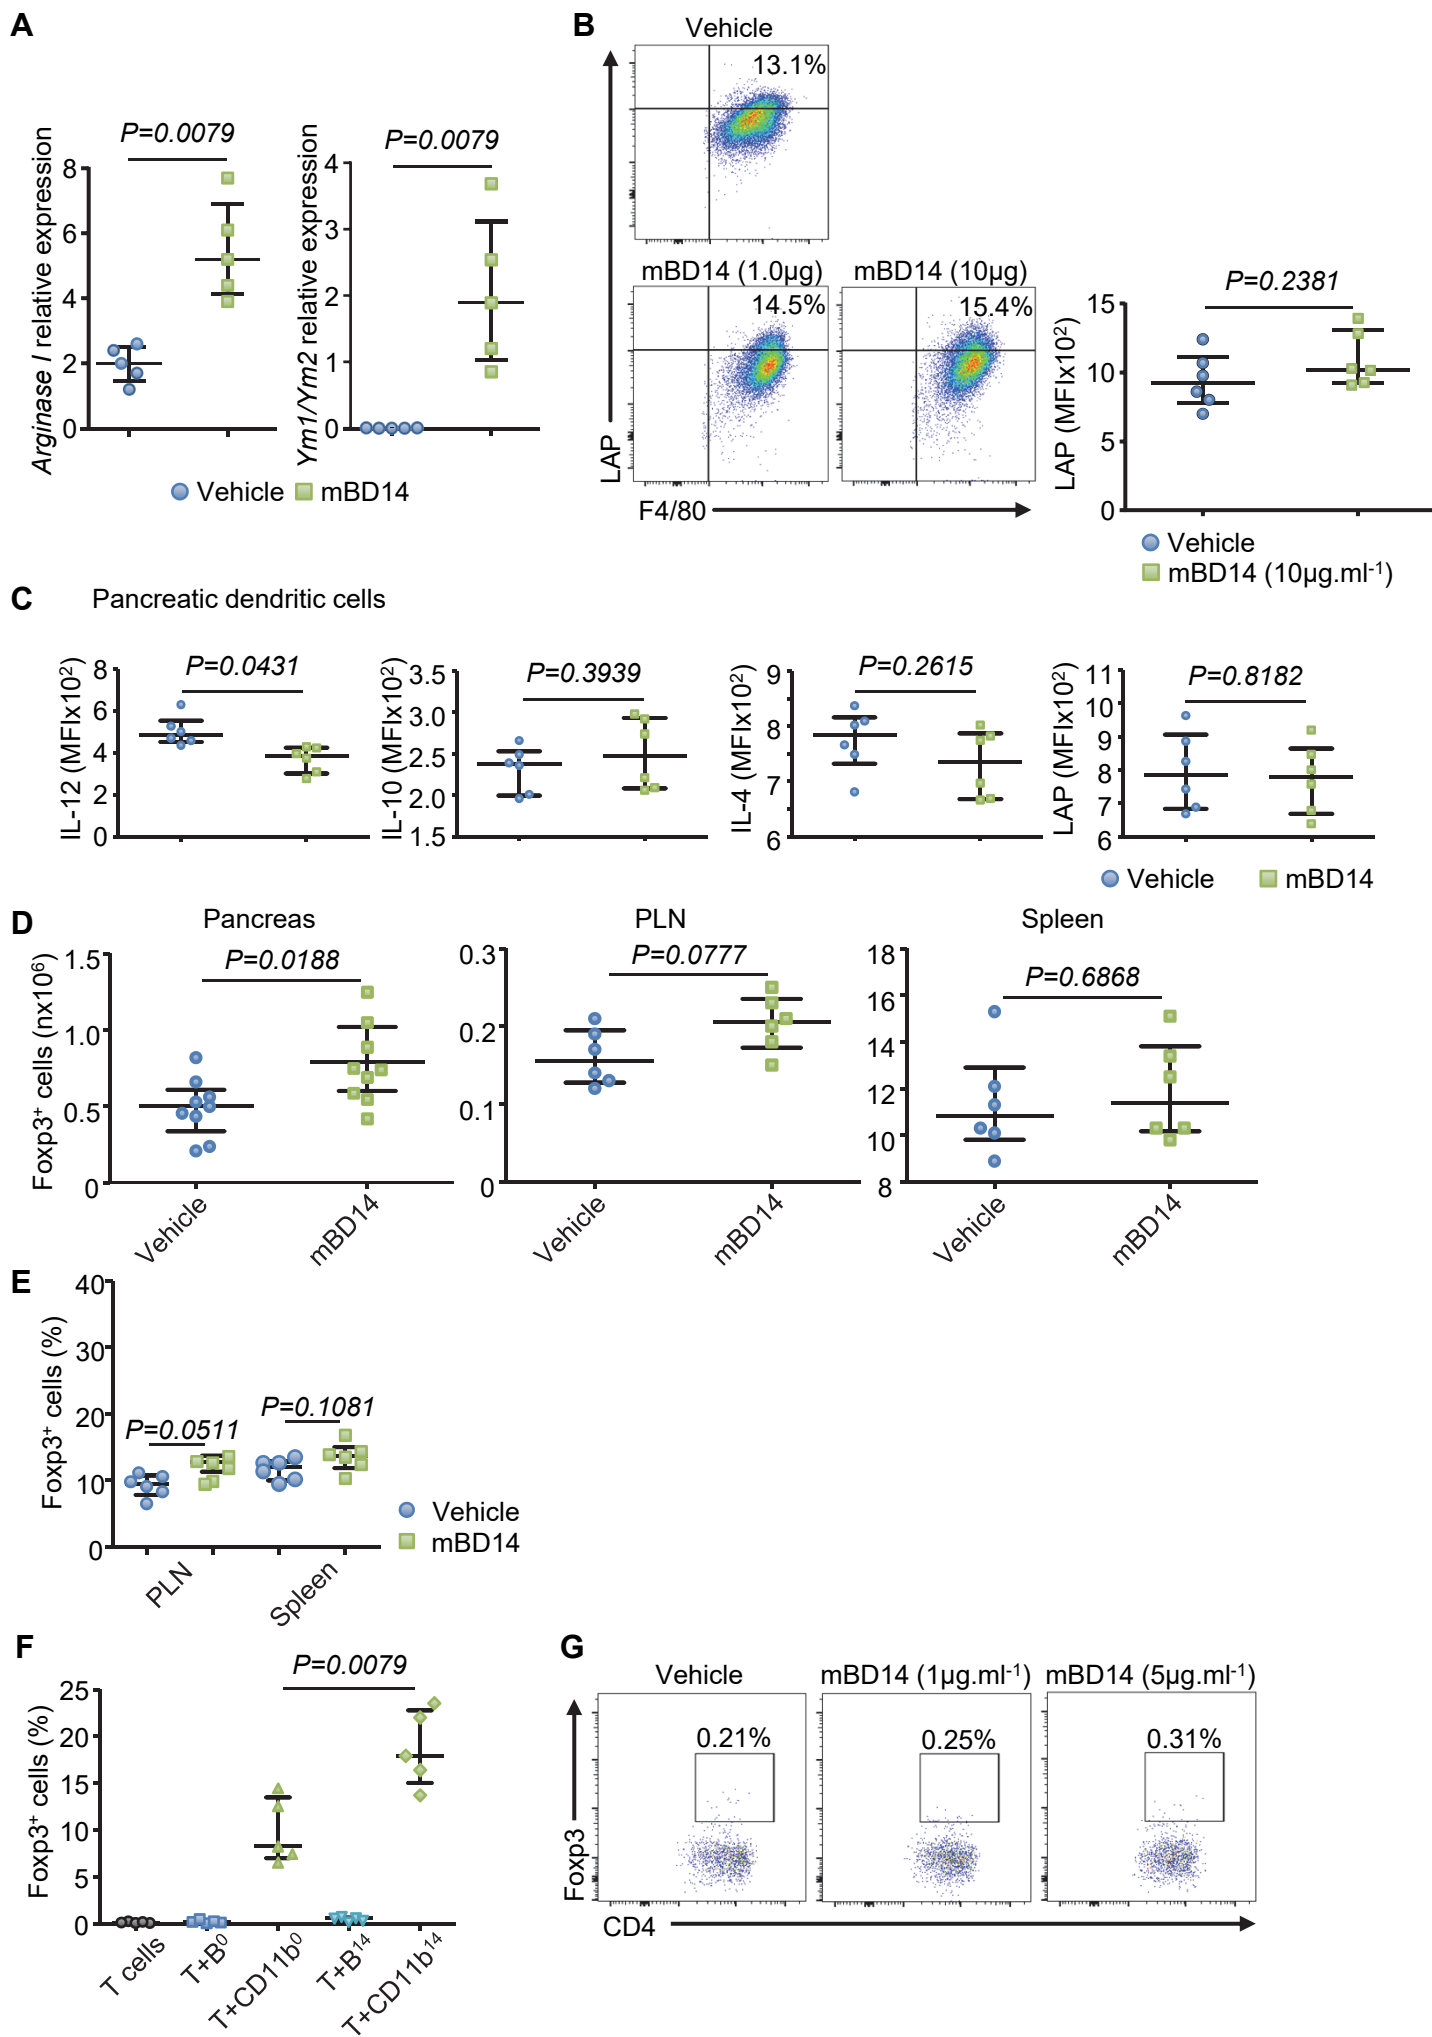 A
P=0.0079
Arginase I relative expression
8
6
4
2
0
P=0.0079
Ym1/Ym2 relative expression
4
3
2
1
0
Vehicle mBD14
B
Vehicle
13.1%
mBD14 (1.0µg)
14.5%
mBD14 (10µg)
15.4%
LAP
F4/80
P=0.2381
LAP (MFIx10²)
15
10
5
0
Vehicle
mBD14 (10µg.ml⁻¹)
C
Pancreatic dendritic cells
P=0.0431
IL-12 (MFIx10²)
8
6
4
2
0
P=0.3939
IL-10 (MFIx10²)
3.5
3.0
2.5
2.0
1.5
P=0.2615
IL-4 (MFIx10²)
9
8
7
6
P=0.8182
LAP (MFIx10²)
11
10
9
8
7
6
Vehicle mBD14
D
Pancreas
P=0.0188
Foxp3⁺ cells (nx10⁶)
1.5
1.0
0.5
0
Vehicle
mBD14
PLN
P=0.0777
0.3
0.2
0.1
0
Vehicle
mBD14
Spleen
P=0.6868
18
16
14
12
10
8
Vehicle
mBD14
E
Foxp3⁺ cells (%)
40
30
20
10
0
P=0.0511
P=0.1081
PLN
Spleen
Vehicle
mBD14
F
P=0.0079
Foxp3⁺ cells (%)
25
20
15
10
5
0
T cells
T+B⁰
T+CD11b⁰
T+B¹⁴
T+CD11b¹⁴
G
Vehicle
0.21%
mBD14 (1µg.ml⁻¹)
0.25%
mBD14 (5µg.ml⁻¹)
0.31%
Foxp3
CD4